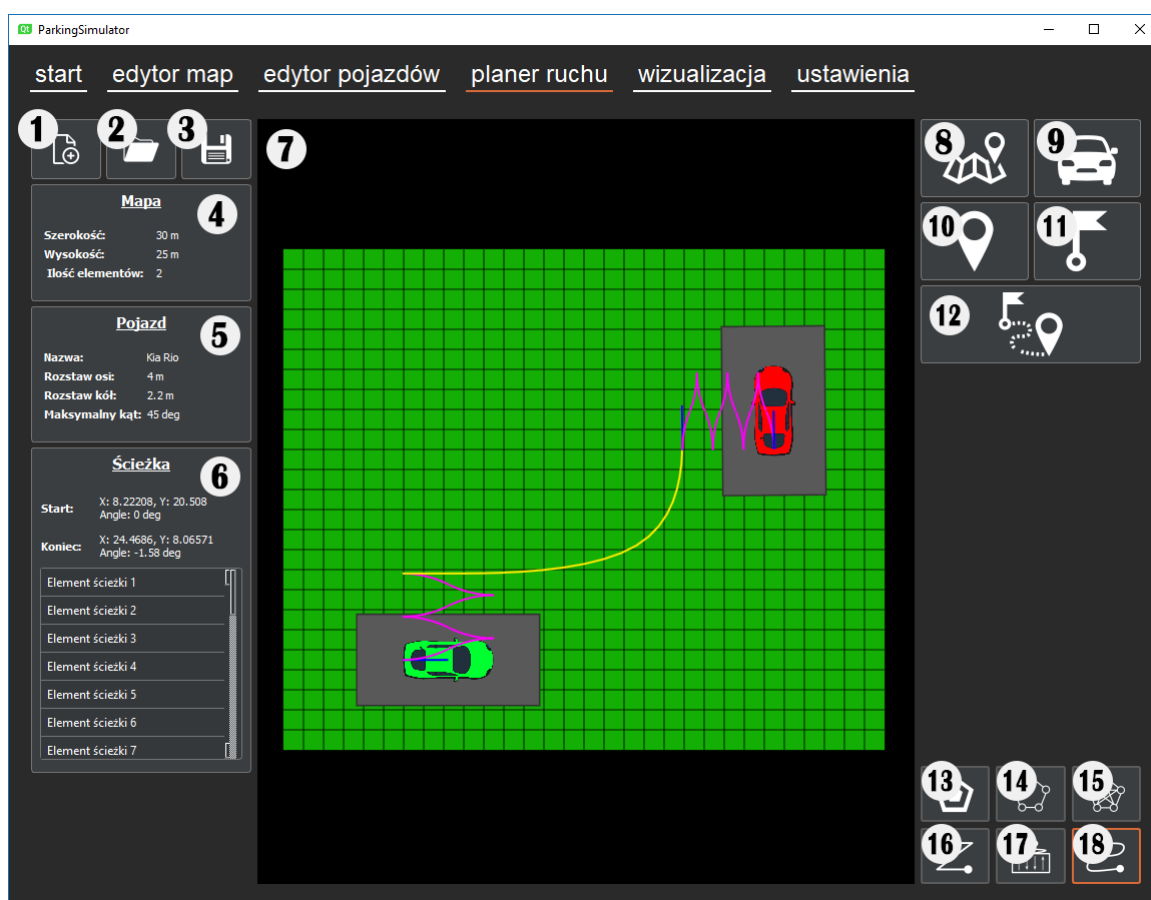 Qt ParkingSimulator
start edytor map edytor pojazdów planer ruchu wizualizacja ustawienia
1 2 3
Mapa
4
Szerokość: 30 m
Wysokość: 25 m
Ilość elementów: 2
Pojazd
5
Nazwa: Kia Rio
Rozstaw osi: 4 m
Rozstaw kół: 2.2 m
Maksymalny kąt: 45 deg
Ścieżka
6
Start: X: 8.22208, Y: 20.508
Angle: 0 deg
Koniec: X: 24.4686, Y: 8.06571
Angle: -1.58 deg
Element ścieżki 1
Element ścieżki 2
Element ścieżki 3
Element ścieżki 4
Element ścieżki 5
Element ścieżki 6
Element ścieżki 7
7
8 9
10 11
12
13 14 15
16 17 18